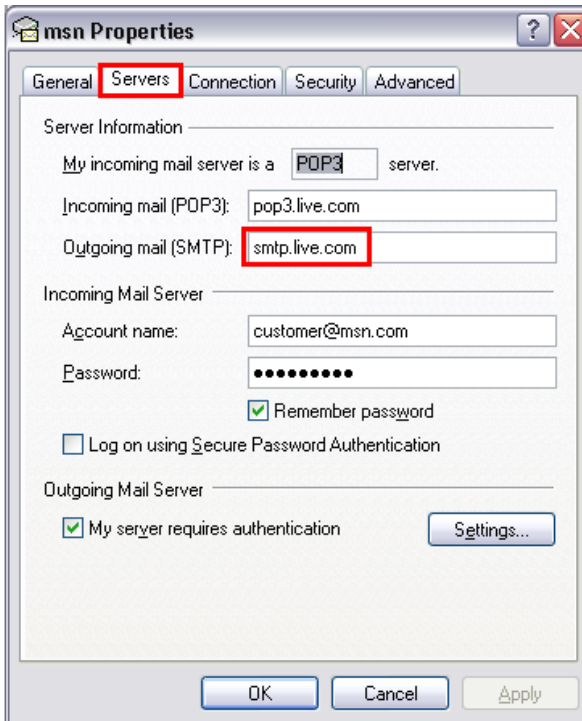 msn Properties
General Servers Connection Security Advanced
Server Information
My incoming mail server is a POP3 server.
Incoming mail (POP3): pop3.live.com
Outgoing mail (SMTP): smtp.live.com
Incoming Mail Server
Account name: customer@msn.com
Password: ●●●●●●●●●
Remember password
Log on using Secure Password Authentication
Outgoing Mail Server
My server requires authentication Settings...
OK Cancel Apply